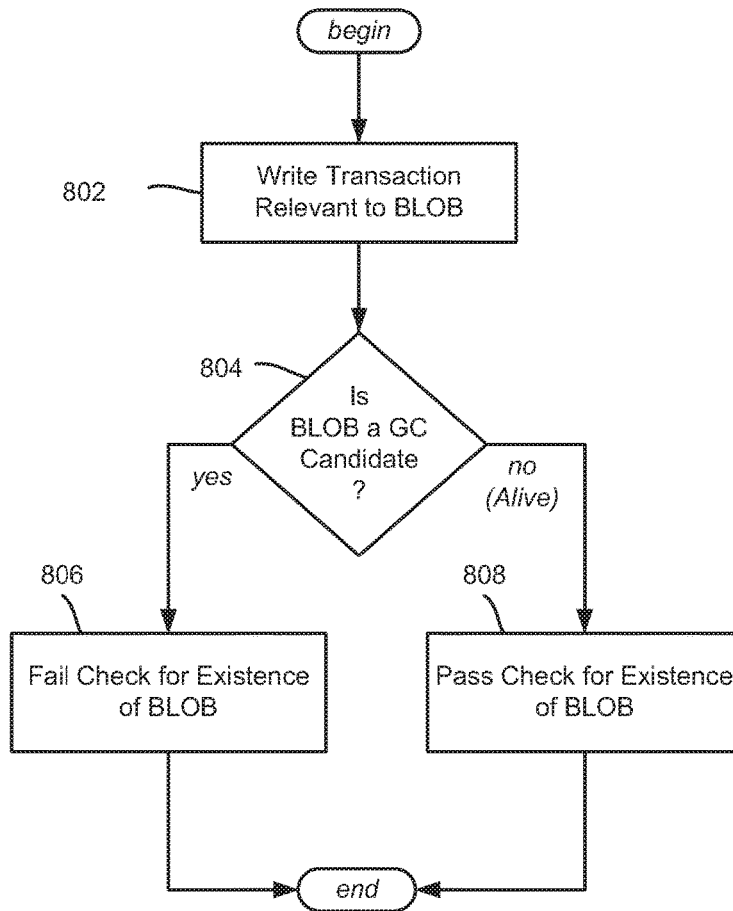 begin
802
Write Transaction
Relevant to BLOB
804
Is
BLOB a GC
Candidate
?
yes
no
(Alive)
806
Fail Check for Existence
of BLOB
808
Pass Check for Existence
of BLOB
end